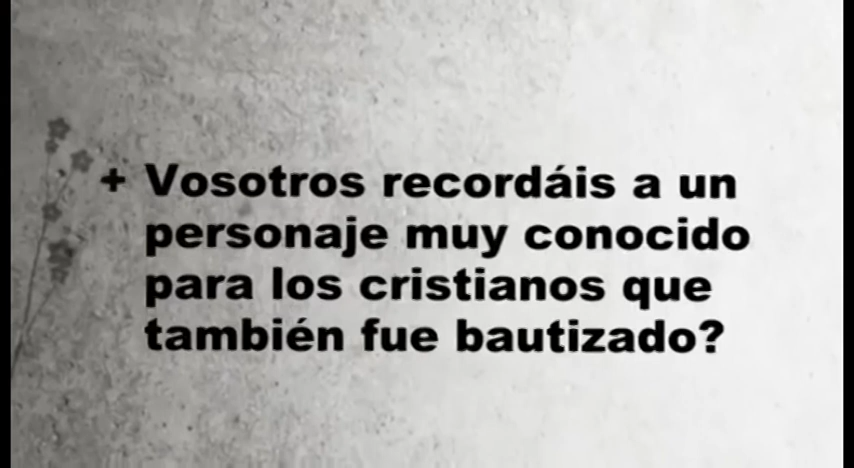 + Vosotros recordáis a un
personaje muy conocido
para los cristianos que
también fue bautizado?